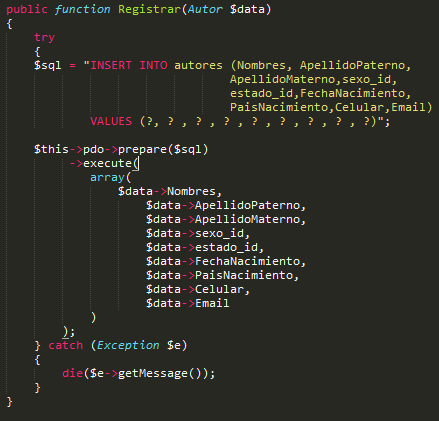 public function Registrar(Autor $data)
{
try
{
$sql = "INSERT INTO autores (Nombres, ApellidoPaterno,
ApellidoMaterno,sexo_id,
estado_id,FechaNacimiento,
PaisNacimiento,Celular,Email)
VALUES (?, ? , ? , ? , ? , ? , ? , ? , ?)";
$this->pdo->prepare($sql)
->execute(
array(
$data->Nombres,
$data->ApellidoPaterno,
$data->ApellidoMaterno,
$data->sexo_id,
$data->estado_id,
$data->FechaNacimiento,
$data->PaisNacimiento,
$data->Celular,
$data->Email
)
);
} catch (Exception $e)
{
die($e->getMessage());
}
}